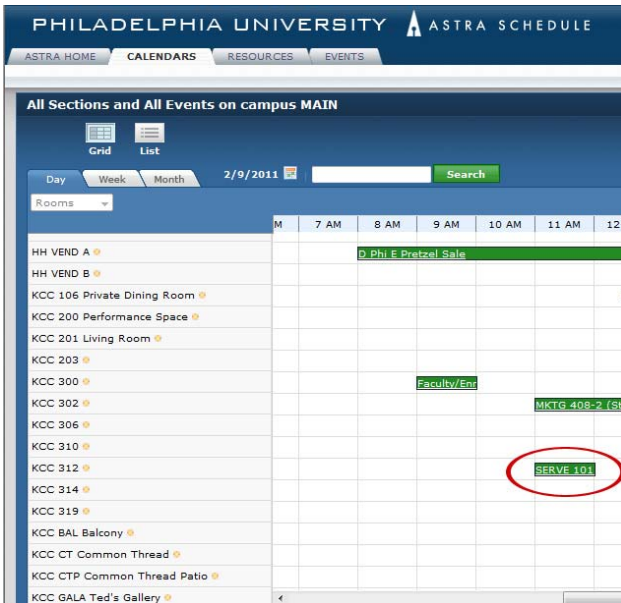 PHILADELPHIA UNIVERSITY ASTRA SCHEDULE
ASTRA HOME CALENDARS RESOURCES EVENTS
All Sections and All Events on campus MAIN
Grid List
Day Week Month 2/9/2011 Search
Rooms
M 7 AM 8 AM 9 AM 10 AM 11 AM 12
HH VEND A D Phi E Pretzel Sale
HH VEND B
KCC 106 Private Dining Room
KCC 200 Performance Space
KCC 201 Living Room
KCC 203
KCC 300 Faculty/Enr
KCC 302 MKTG 408-2 (St
KCC 306
KCC 310
KCC 312 SERVE 101
KCC 314
KCC 319
KCC BAL Balcony
KCC CT Common Thread
KCC CTP Common Thread Patio
KCC GALA Ted's Gallery